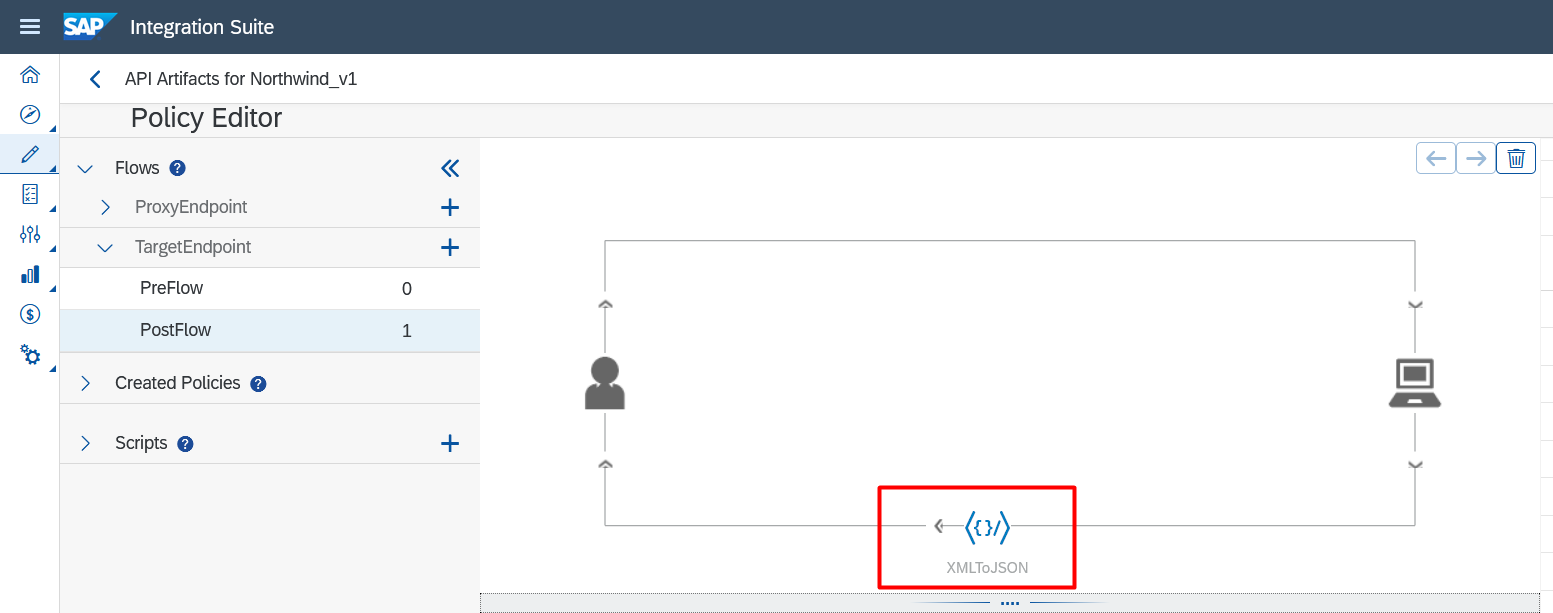 SAP Integration Suite
API Artifacts for Northwind_v1
Policy Editor
Flows ?
ProxyEndpoint
TargetEndpoint
PreFlow 0
PostFlow 1
Created Policies ?
Scripts ?
XMLToJSON